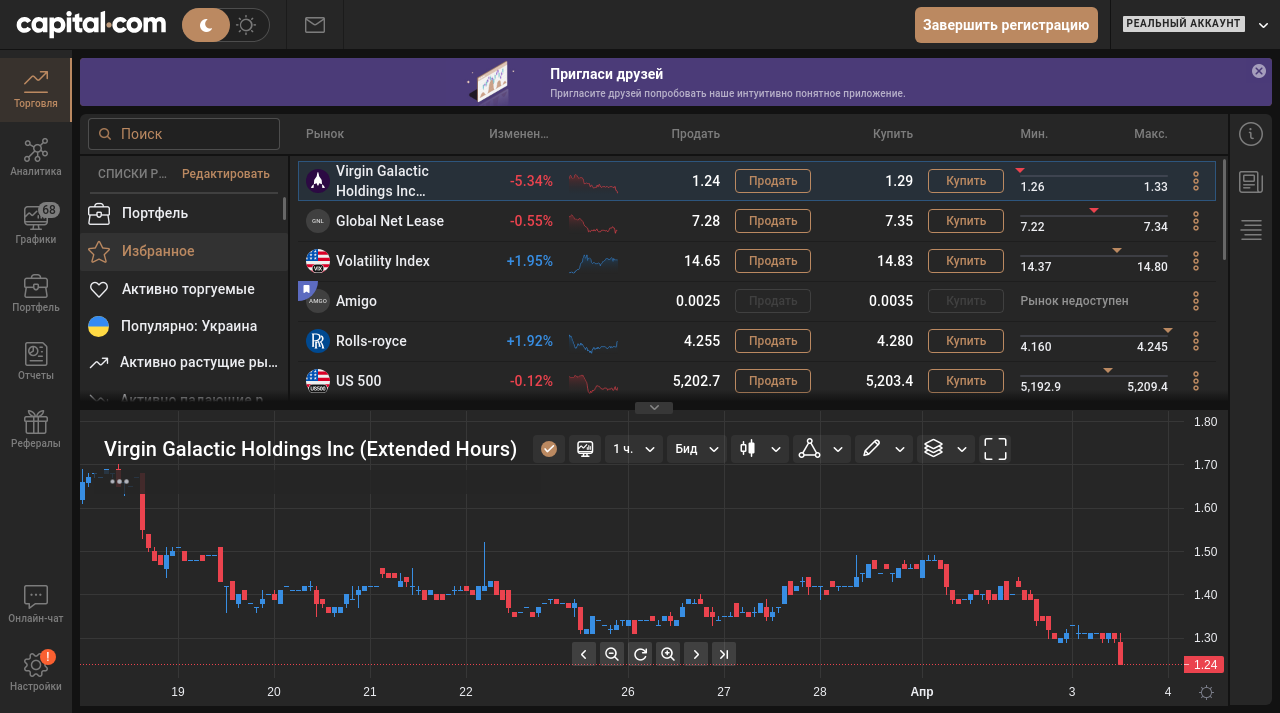 capital.com
Завершить регистрацию
РЕАЛЬНЫЙ АККАУНТ
Торговля
Аналитика
68
Графики
Портфель
Отчеты
Рефералы
Онлайн-чат
!
Настройки
Пригласи друзей
Пригласите друзей попробовать наше интуитивно понятное приложение.
Поиск
СПИСКИ Р... Редактировать
Портфель
Избранное
Активно торгуемые
Популярно: Украина
Активно растущие ры...
Рынок Изменен... Продать Купить Мин. Макс.
Virgin Galactic
Holdings Inc... -5.34% 1.24 Продать 1.29 Купить 1.26 1.33
GNL Global Net Lease -0.55% 7.28 Продать 7.35 Купить 7.22 7.34
VIX Volatility Index +1.95% 14.65 Продать 14.83 Купить 14.37 14.80
AMIGO Amigo 0.0025 Продать 0.0035 Купить Рынок недоступен
RR Rolls-royce +1.92% 4.255 Продать 4.280 Купить 4.160 4.245
US500 US 500 -0.12% 5,202.7 Продать 5,203.4 Купить 5,192.9 5,209.4
Virgin Galactic Holdings Inc (Extended Hours)
1 ч. Бид
1.80
1.70
1.60
1.50
1.40
1.30
1.24
19 20 21 22 26 27 28 Апр 3 4